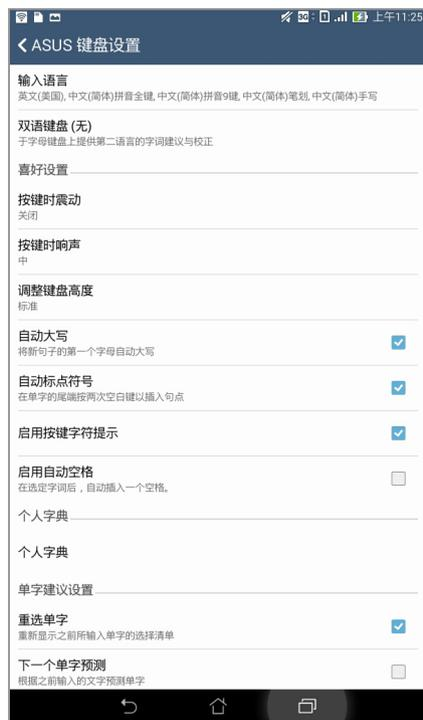 3G 1 上午11:25
ASUS 键盘设置
输入语言
英文(美国), 中文(简体)拼音全键, 中文(简体)拼音9键, 中文(简体)笔划, 中文(简体)手写
双语键盘 (无)
于字母键盘上提供第二语言的字词建议与校正
喜好设置
按键时震动
关闭
按键时响声
中
调整键盘高度
标准
自动大写
将新句子的第一个字母自动大写
自动标点符号
在单字的尾端按两次空白键以插入句点
启用按键字符提示
启用自动空格
在选定字词后，自动插入一个空格。
个人字典
个人字典
单字建议设置
重选单字
重新显示之前所输入单字的选择清单
下一个单字预测
根据之前输入的文字预测单字